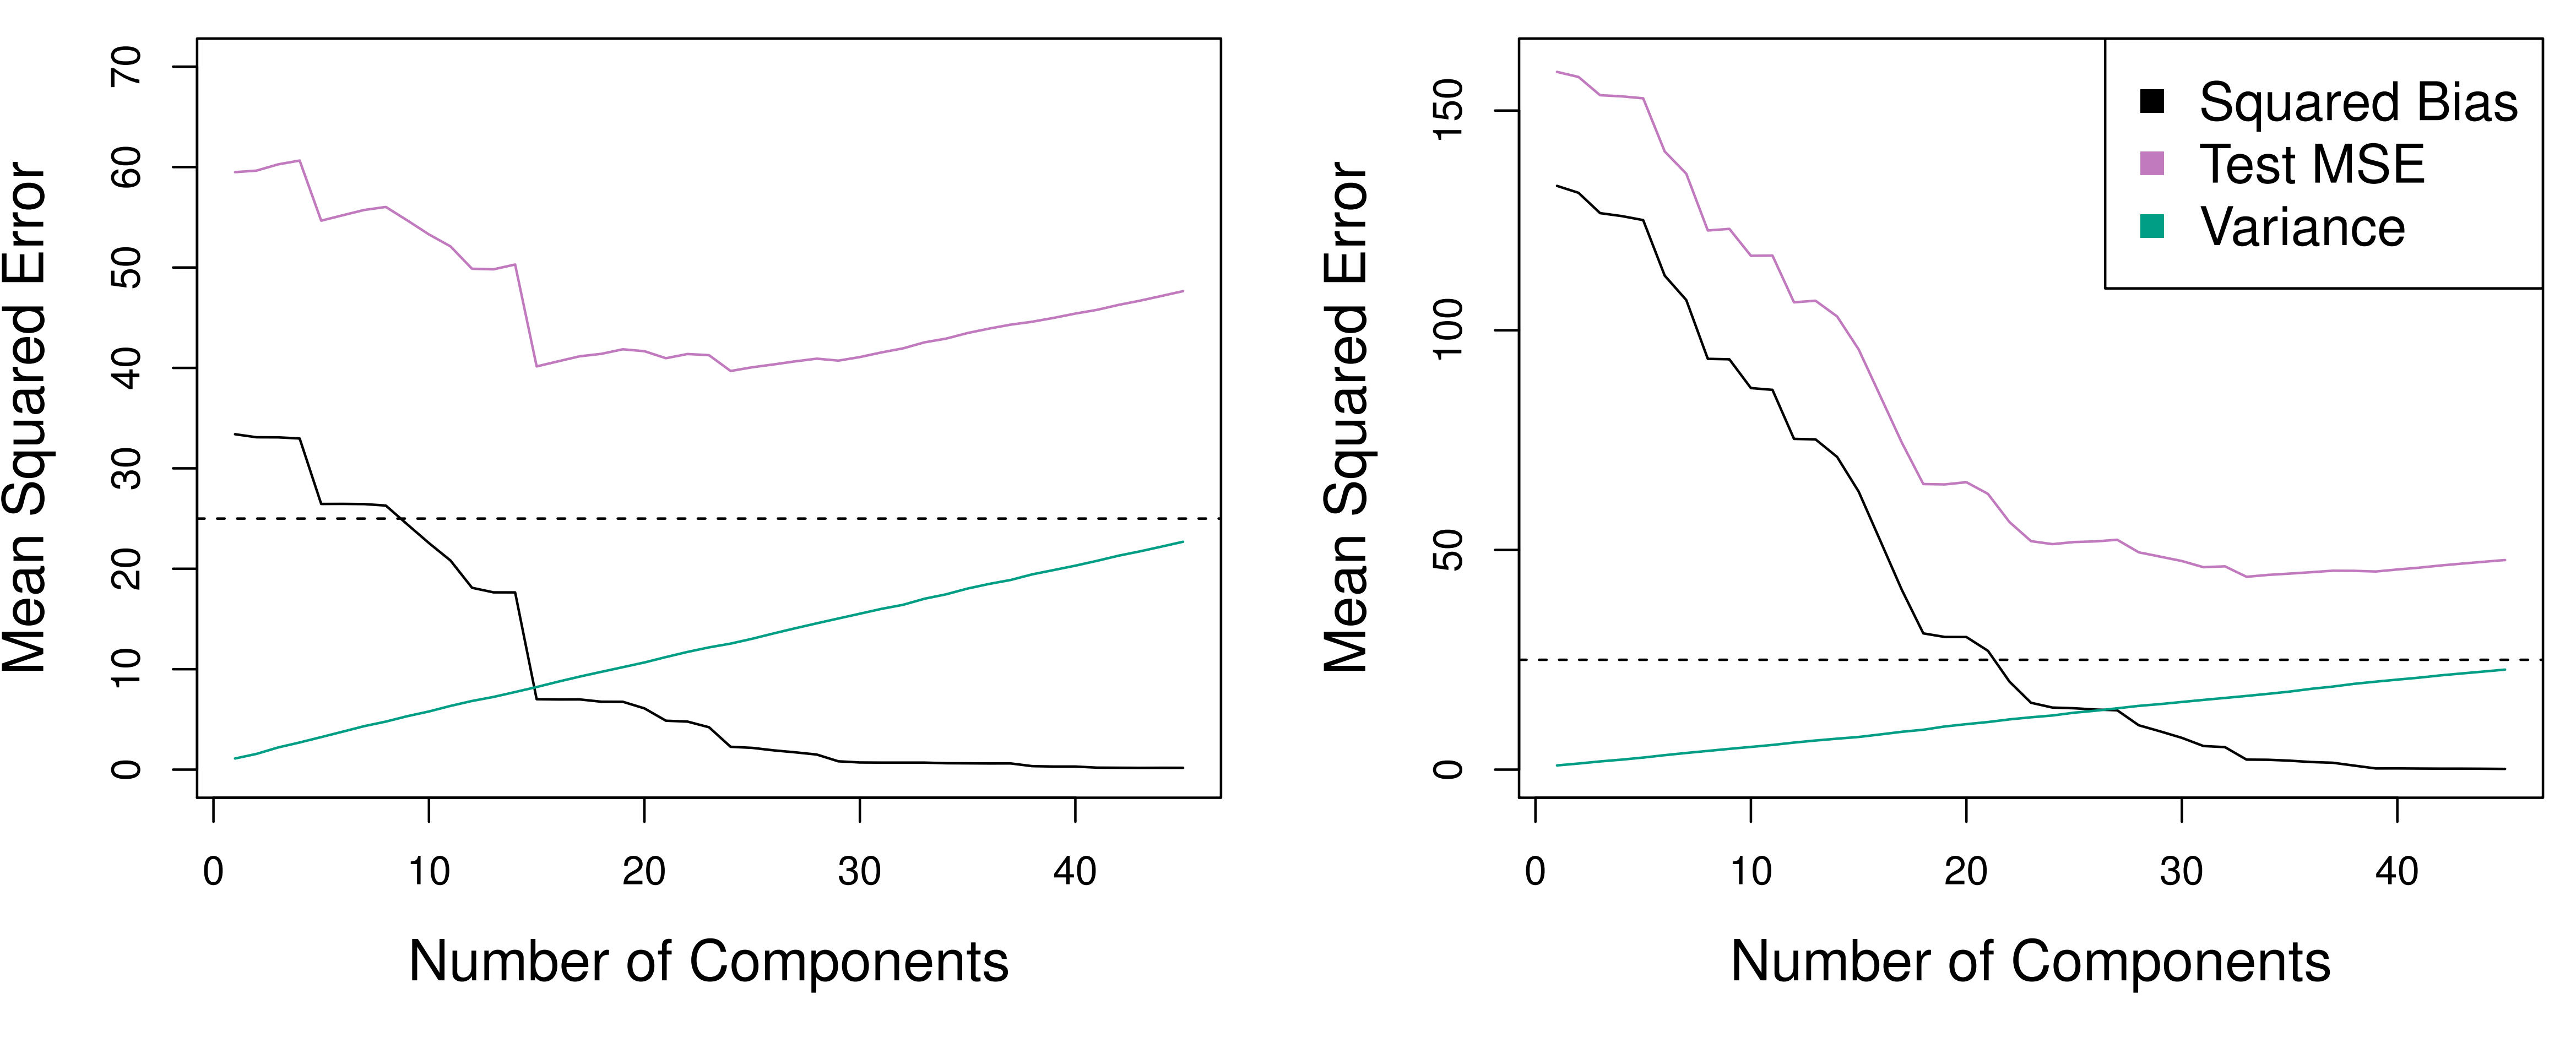 Mean Squared Error
70
60
50
40
30
20
10
0
0 10 20 30 40
Number of Components
Mean Squared Error
150
100
50
0
0 10 20 30 40
Number of Components
Squared Bias
Test MSE
Variance